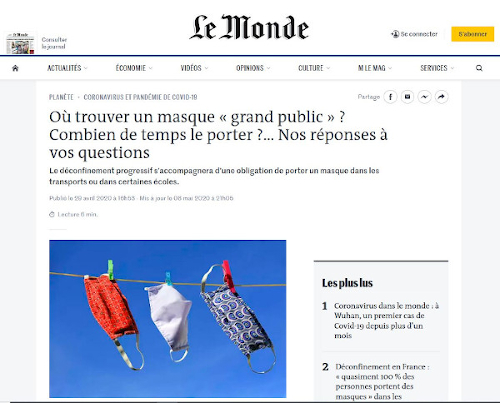 Le Monde
Consulter
le journal
Se connecter
S'abonner
ACTUALITÉS
ÉCONOMIE
VIDÉOS
OPINIONS
CULTURE
M LE MAG
SERVICES
PLANÈTE · CORONAVIRUS ET PANDÉMIE DE COVID-19
Partage
Où trouver un masque « grand public » ?
Combien de temps le porter ?... Nos réponses à
vos questions
Le déconfinement progressif s'accompagnera d'une obligation de porter un masque dans les
transports ou dans certaines écoles.
Publié le 29 avril 2020 à 16h55 - Mis à jour le 06 mai 2020 à 21h05
Lecture 6 min.
Les plus lus
1 Coronavirus dans le monde : à
Wuhan, un premier cas de
Covid-19 depuis plus d'un
mois
2 Déconfinement en France :
« quasiment 100 % des
personnes portent des
masques » dans les